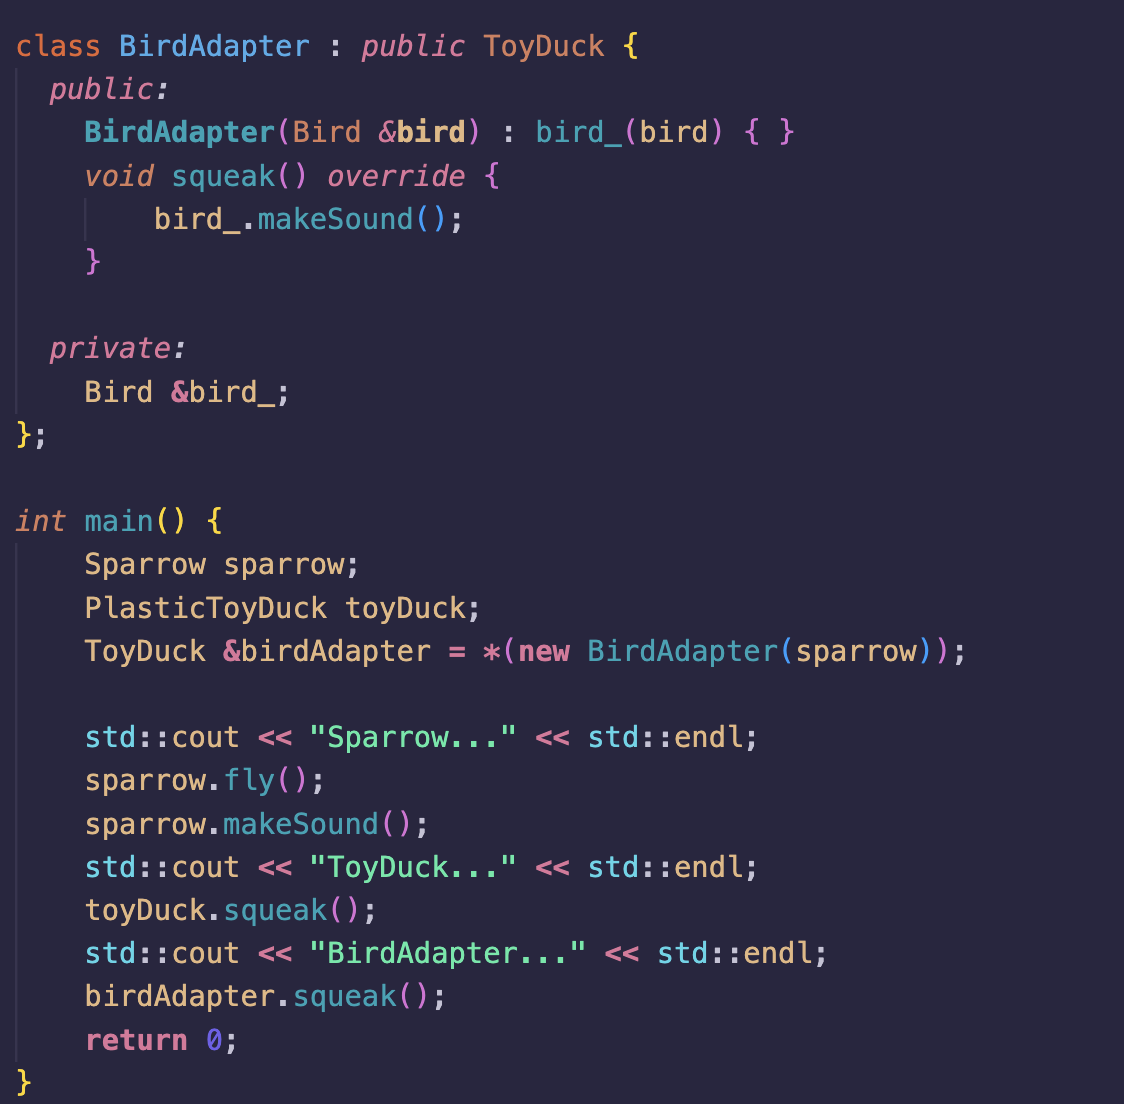 class BirdAdapter : public ToyDuck {
  public:
    BirdAdapter(Bird &bird) : bird_(bird) { }
    void squeak() override {
        bird_.makeSound();
    }

  private:
    Bird &bird_;
};

int main() {
    Sparrow sparrow;
    PlasticToyDuck toyDuck;
    ToyDuck &birdAdapter = *(new BirdAdapter(sparrow));

    std::cout << "Sparrow..." << std::endl;
    sparrow.fly();
    sparrow.makeSound();
    std::cout << "ToyDuck..." << std::endl;
    toyDuck.squeak();
    std::cout << "BirdAdapter..." << std::endl;
    birdAdapter.squeak();
    return 0;
}